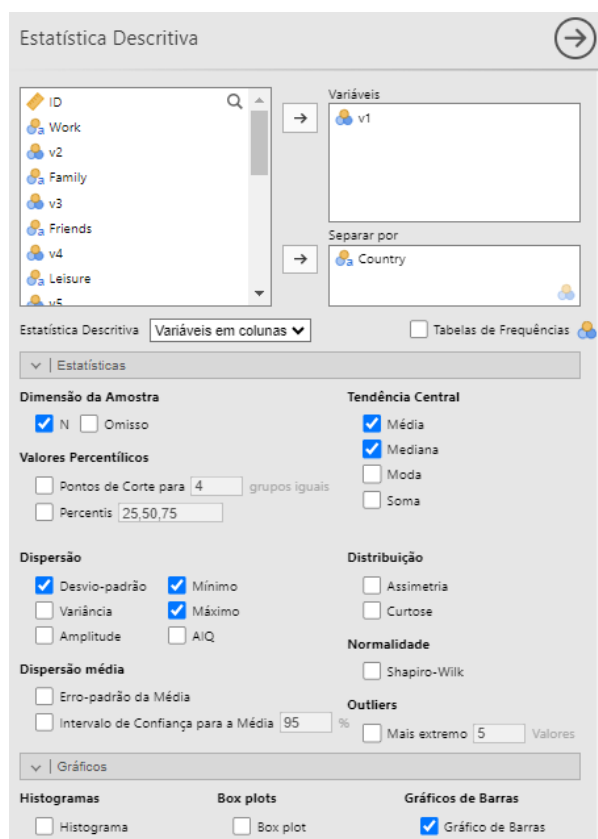 Estatística Descritiva
ID
Work
v2
Family
v3
Friends
v4
Leisure
v5
Variáveis
v1
Separar por
Country
Estatística Descritiva Variáveis em colunas Tabelas de Frequências
Estatísticas
Dimensão da Amostra
N Omisso
Valores Percentílicos
Pontos de Corte para 4 grupos iguais
Percentis 25,50,75
Tendência Central
Média
Mediana
Moda
Soma
Dispersão
Desvio-padrão Mínimo
Variância Máximo
Amplitude AIQ
Distribuição
Assimetria
Curtose
Normalidade
Shapiro-Wilk
Dispersão média
Erro-padrão da Média
Intervalo de Confiança para a Média 95 %
Outliers
Mais extremo 5 Valores
Gráficos
Histogramas Box plots Gráficos de Barras
Histograma Box plot Gráfico de Barras